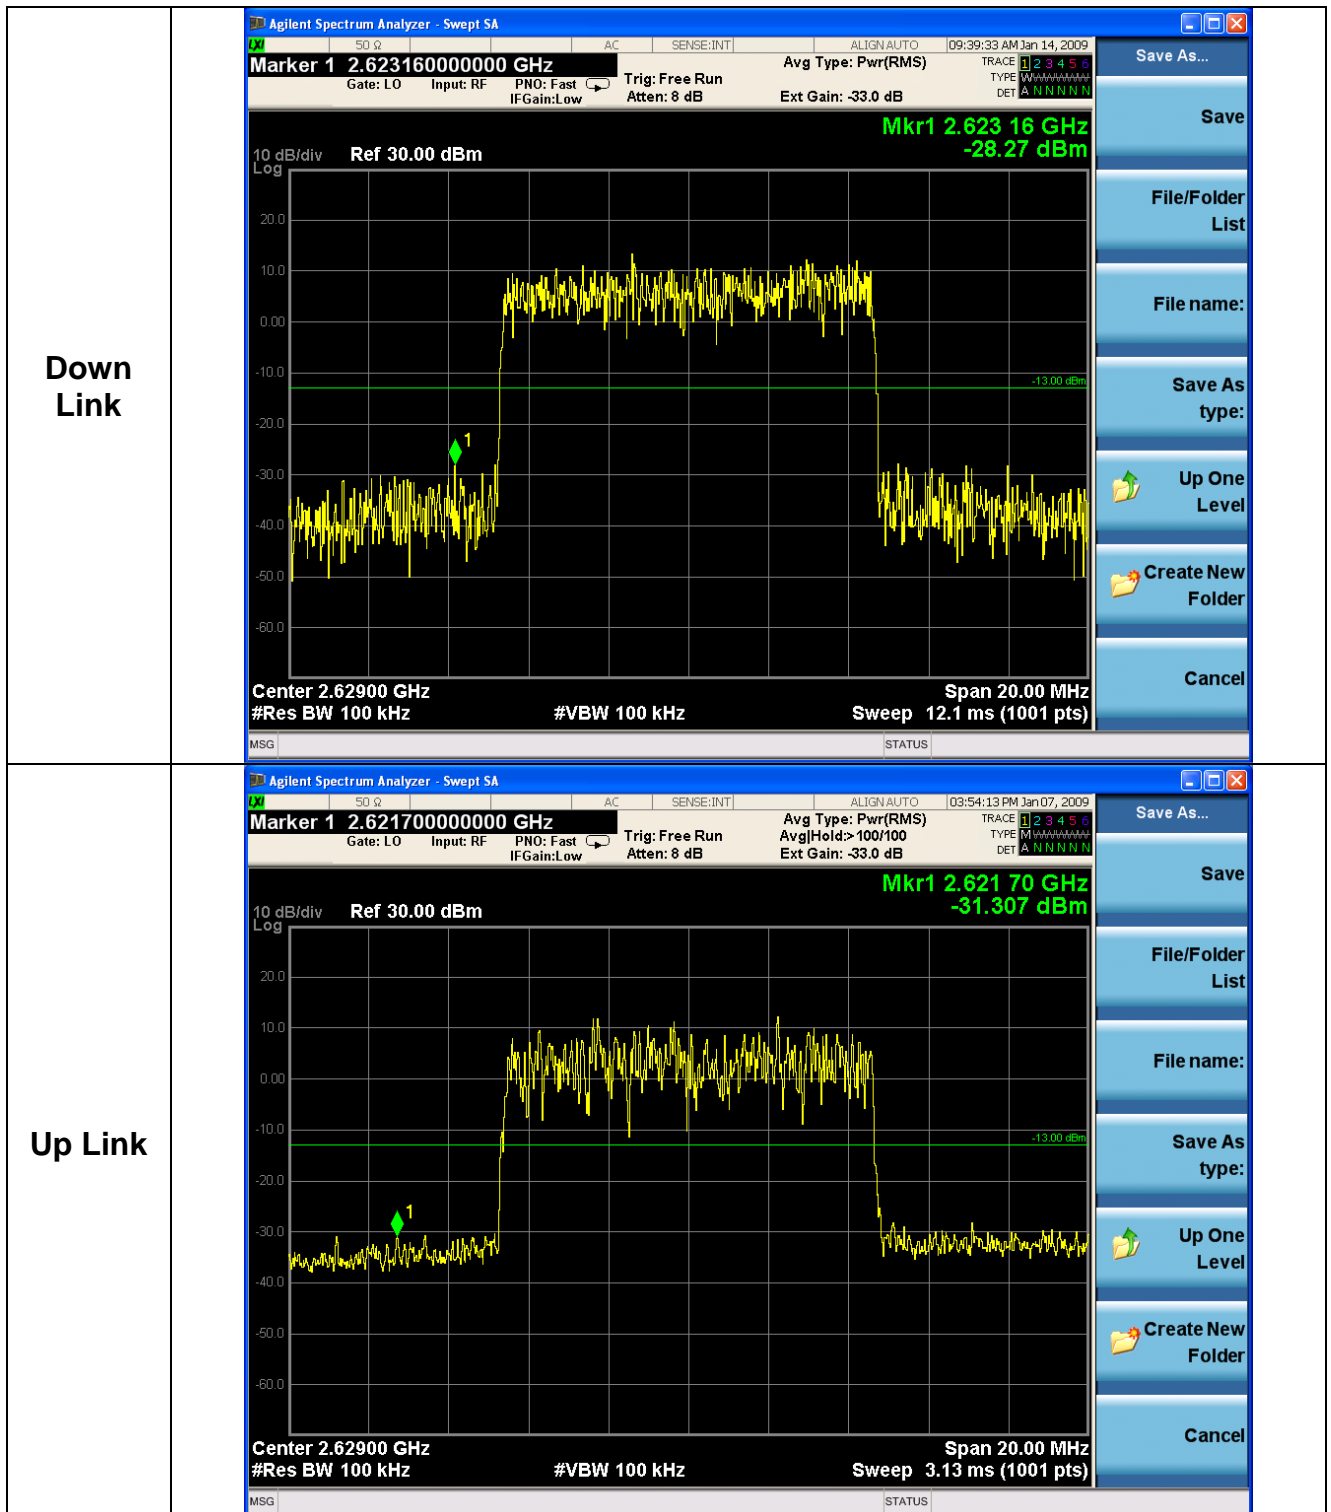 Down
Link
Agilent Spectrum Analyzer - Swept SA
LXI 50 Ω AC SENSE:INT ALIGN AUTO 09:39:33 AM Jan 14, 2009
Marker 1 2.623160000000 GHz Avg Type: Pwr(RMS) TRACE 1 2 3 4 5 6
Gate: LO Input: RF PNO: Fast Trig: Free Run TYPE WWWWWW
IFGain:Low Atten: 8 dB Ext Gain: -33.0 dB DET A N N N N N
Mkr1 2.623 16 GHz
-28.27 dBm
10 dB/div Ref 30.00 dBm
Log
20.0
10.0
0.00
-10.0
-13.00 dBm
-20.0
1
-30.0
-40.0
-50.0
-60.0
Center 2.62900 GHz Span 20.00 MHz
#Res BW 100 kHz #VBW 100 kHz Sweep 12.1 ms (1001 pts)
MSG STATUS
Save As...
Save
File/Folder
List
File name:
Save As
type:
Up One
Level
Create New
Folder
Cancel
Up Link
Agilent Spectrum Analyzer - Swept SA
LXI 50 Ω AC SENSE:INT ALIGN AUTO 03:54:13 PM Jan 07, 2009
Marker 1 2.621700000000 GHz Avg Type: Pwr(RMS) TRACE 1 2 3 4 5 6
Gate: LO Input: RF PNO: Fast Trig: Free Run Avg|Hold:>100/100 TYPE MWWWWW
IFGain:Low Atten: 8 dB Ext Gain: -33.0 dB DET A N N N N N
Mkr1 2.621 70 GHz
-31.307 dBm
10 dB/div Ref 30.00 dBm
Log
20.0
10.0
0.00
-10.0
-13.00 dBm
-20.0
1
-30.0
-40.0
-50.0
-60.0
Center 2.62900 GHz Span 20.00 MHz
#Res BW 100 kHz #VBW 100 kHz Sweep 3.13 ms (1001 pts)
MSG STATUS
Save As...
Save
File/Folder
List
File name:
Save As
type:
Up One
Level
Create New
Folder
Cancel